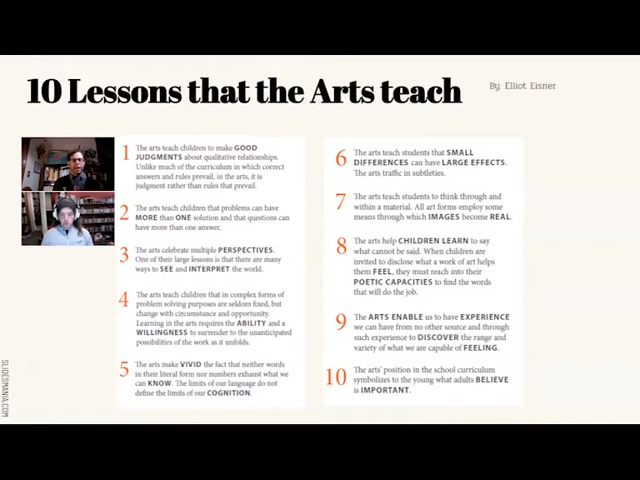 10 Lessons that the Arts teach
By: Elliot Eisner
1 The arts teach children to make GOOD
JUDGMENTS about qualitative relationships.
Unlike much of the curriculum in which correct
answers and rules prevail, in the arts, it is
judgment rather than rules that prevail.
2 The arts teach children that problems can have
MORE than ONE solution and that questions can
have more than one answer.
3 The arts celebrate multiple PERSPECTIVES.
One of their large lessons is that there are many
ways to SEE and INTERPRET the world.
4 The arts teach children that in complex forms of
problem solving purposes are seldom fixed, but
change with circumstance and opportunity.
Learning in the arts requires the ABILITY and a
WILLINGNESS to surrender to the unanticipated
possibilities of the work as it unfolds.
5 The arts make VIVID the fact that neither words
in their literal form nor numbers exhaust what we
can KNOW. The limits of our language do not
define the limits of our COGNITION.
6 The arts teach students that SMALL
DIFFERENCES can have LARGE EFFECTS.
The arts traffic in subtleties.
7 The arts teach students to think through and
within a material. All art forms employ some
means through which IMAGES become REAL.
8 The arts help CHILDREN LEARN to say
what cannot be said. When children are
invited to disclose what a work of art helps
them FEEL, they must reach into their
POETIC CAPACITIES to find the words
that will do the job.
9 The ARTS ENABLE us to have EXPERIENCE
we can have from no other source and through
such experience to DISCOVER the range and
variety of what we are capable of FEELING.
10 The arts' position in the school curriculum
symbolizes to the young what adults BELIEVE
is IMPORTANT.
SLIDESMANIA.COM